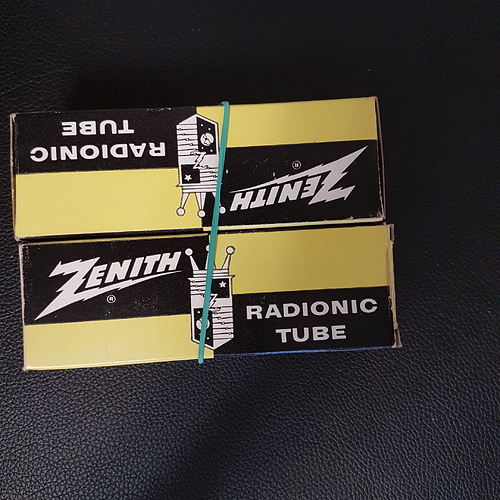 RADIONIC
TUBE
ZENITH
®
ZENITH
®
RADIONIC
TUBE